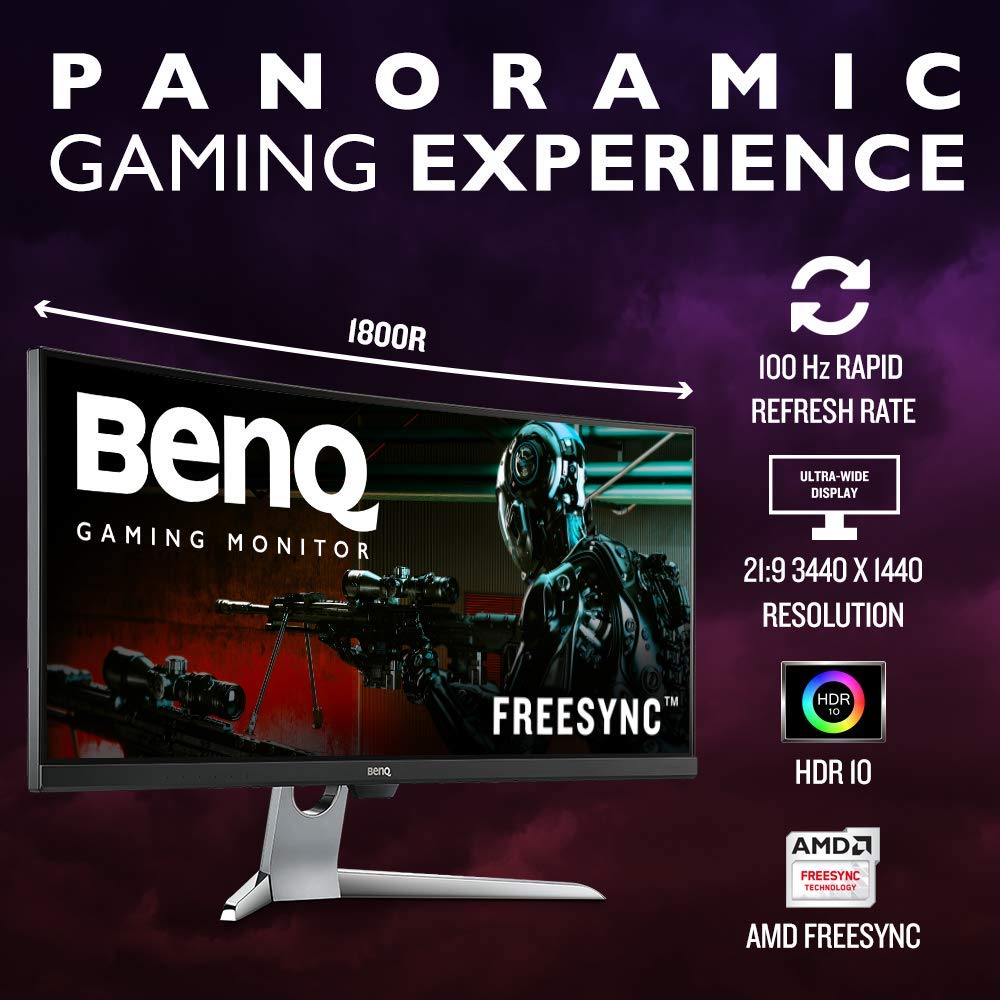 PANORAMIC
GAMING EXPERIENCE
1800R
BenQ
GAMING MONITOR
FREESYNC™
BenQ
100 Hz RAPID
REFRESH RATE
ULTRA-WIDE
DISPLAY
21:9 3440 X 1440
RESOLUTION
HDR
10
HDR 10
AMD
FREESYNC
TECHNOLOGY
AMD FREESYNC